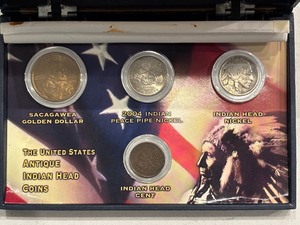 SACAGAWEA
GOLDEN DOLLAR
2004 INDIAN
PEACE PIPE NICKEL
INDIAN HEAD
NICKEL
THE UNITED STATES
ANTIQUE
INDIAN HEAD
COINS
INDIAN HEAD
CENT